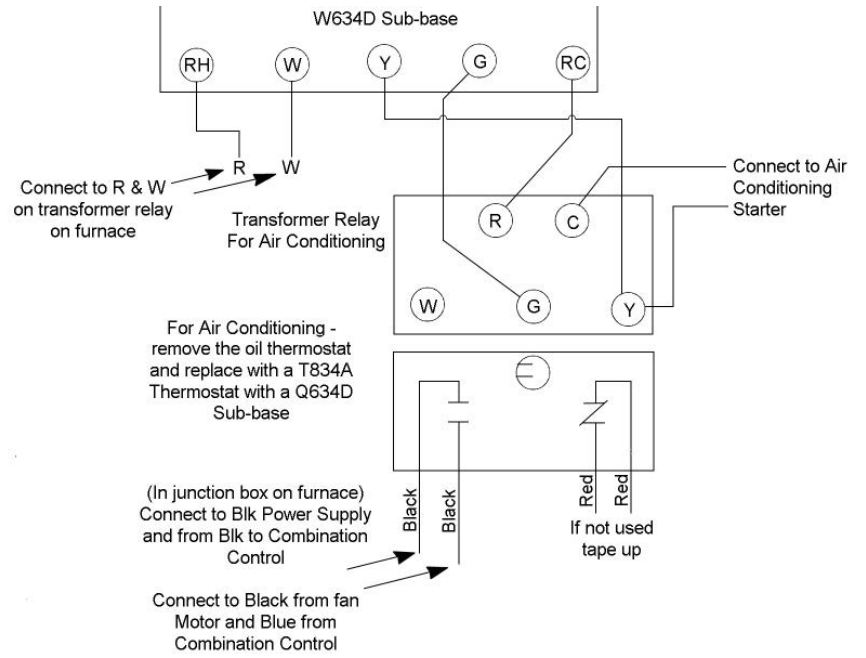 W634D Sub-base
RH
W
Y
G
RC
R
W
Connect to R & W
on transformer relay
on furnace
Transformer Relay
For Air Conditioning
Connect to Air
Conditioning
Starter
R
C
W
G
Y
For Air Conditioning -
remove the oil thermostat
and replace with a T834A
Thermostat with a Q634D
Sub-base
(In junction box on furnace)
Connect to Blk Power Supply
and from Blk to Combination
Control
Black
Black
Red
Red
If not used
tape up
Connect to Black from fan
Motor and Blue from
Combination Control